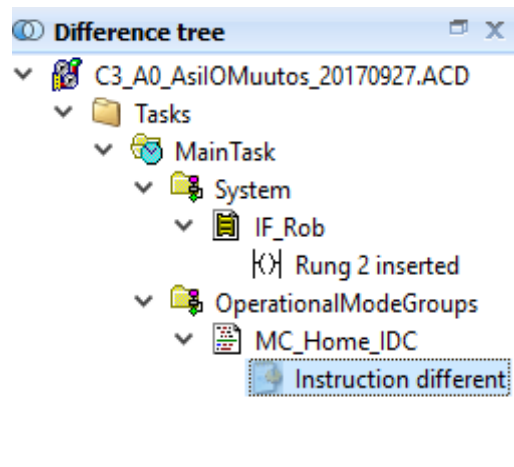 Difference tree
C3_A0_AsiIOMuutos_20170927.ACD
Tasks
MainTask
System
IF_Rob
Rung 2 inserted
OperationalModeGroups
MC_Home_IDC
Instruction different